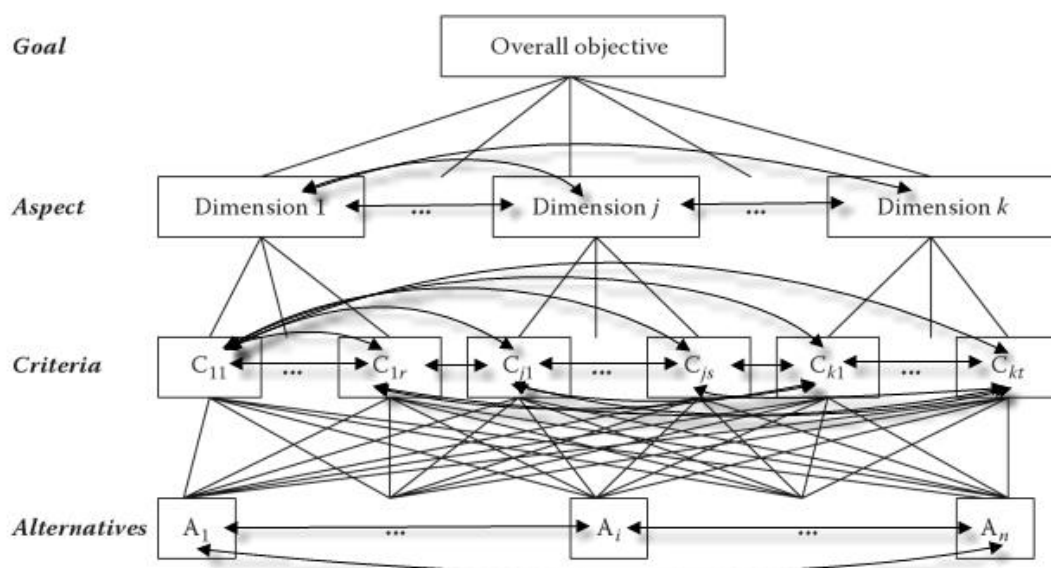 Goal
Overall objective
Aspect
Dimension 1 ... Dimension j ... Dimension k
Criteria
C11 ... C1r Cj1 ... Cjs Ck1 ... Ckt
Alternatives
A1 ... Ai ... An